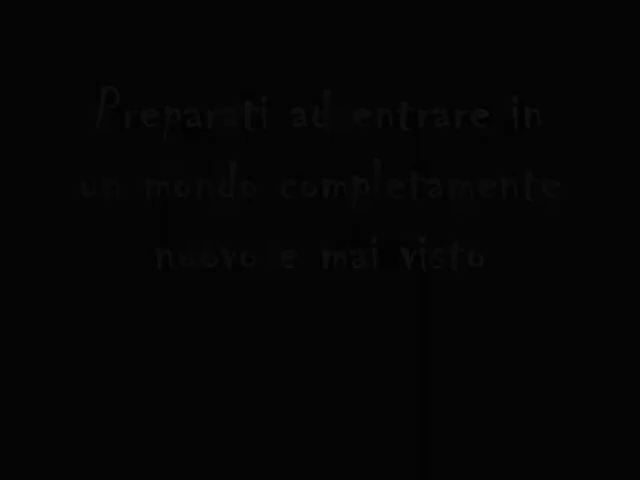 Preparati ad entrare in
un mondo completamente
nuovo e mai visto